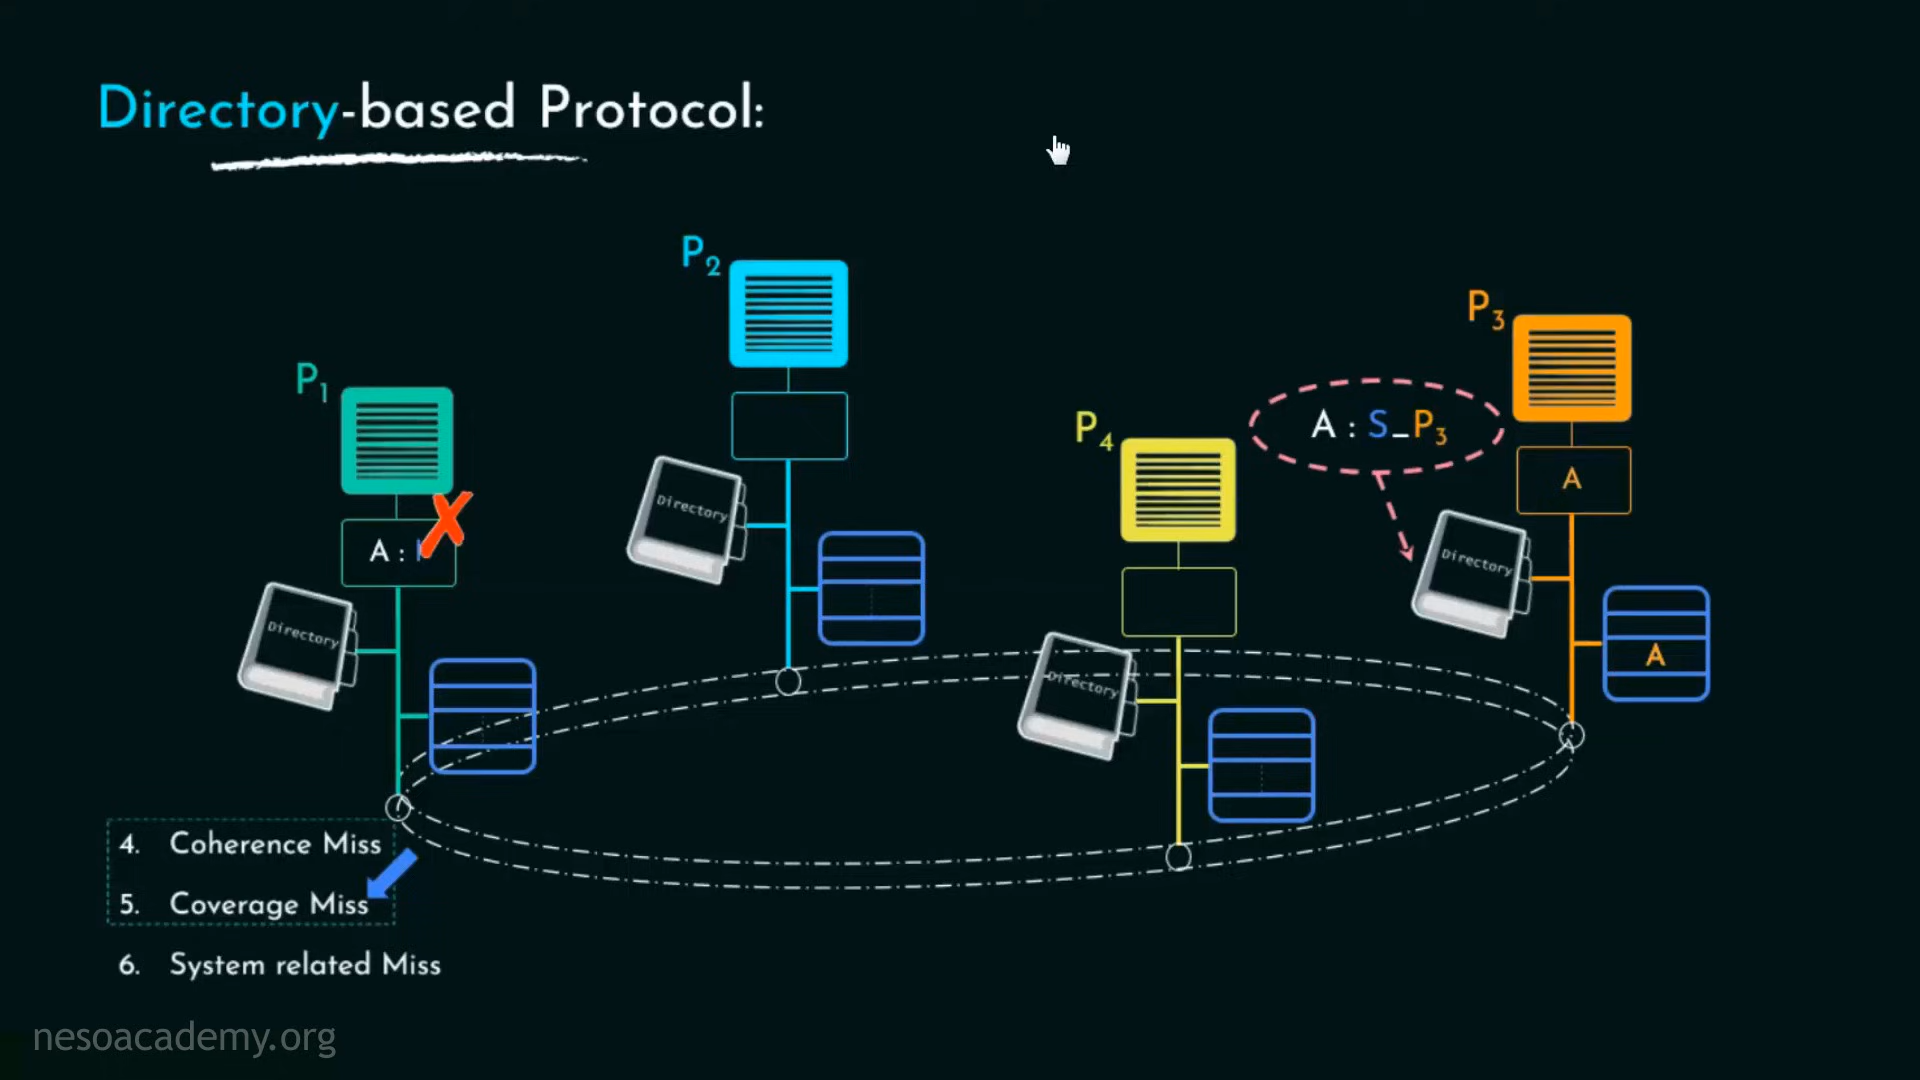 Directory-based Protocol:
P2
P3
P1
A : S_P3
P4
A
Directory
A :
Directory
Directory
A
Directory
4. Coherence Miss
5. Coverage Miss
6. System related Miss
nesoacademy.org